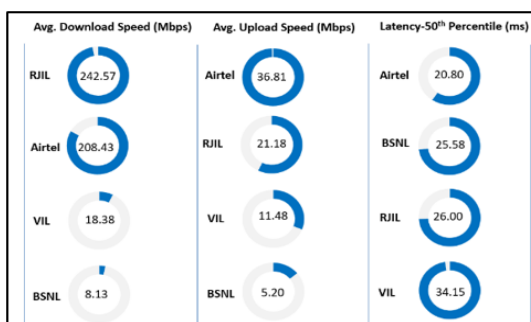 Avg. Download Speed (Mbps)
RJIL 242.57
Airtel 208.43
VIL 18.38
BSNL 8.13
Avg. Upload Speed (Mbps)
Airtel 36.81
RJIL 21.18
VIL 11.48
BSNL 5.20
Latency-50th Percentile (ms)
Airtel 20.80
BSNL 25.58
RJIL 26.00
VIL 34.15